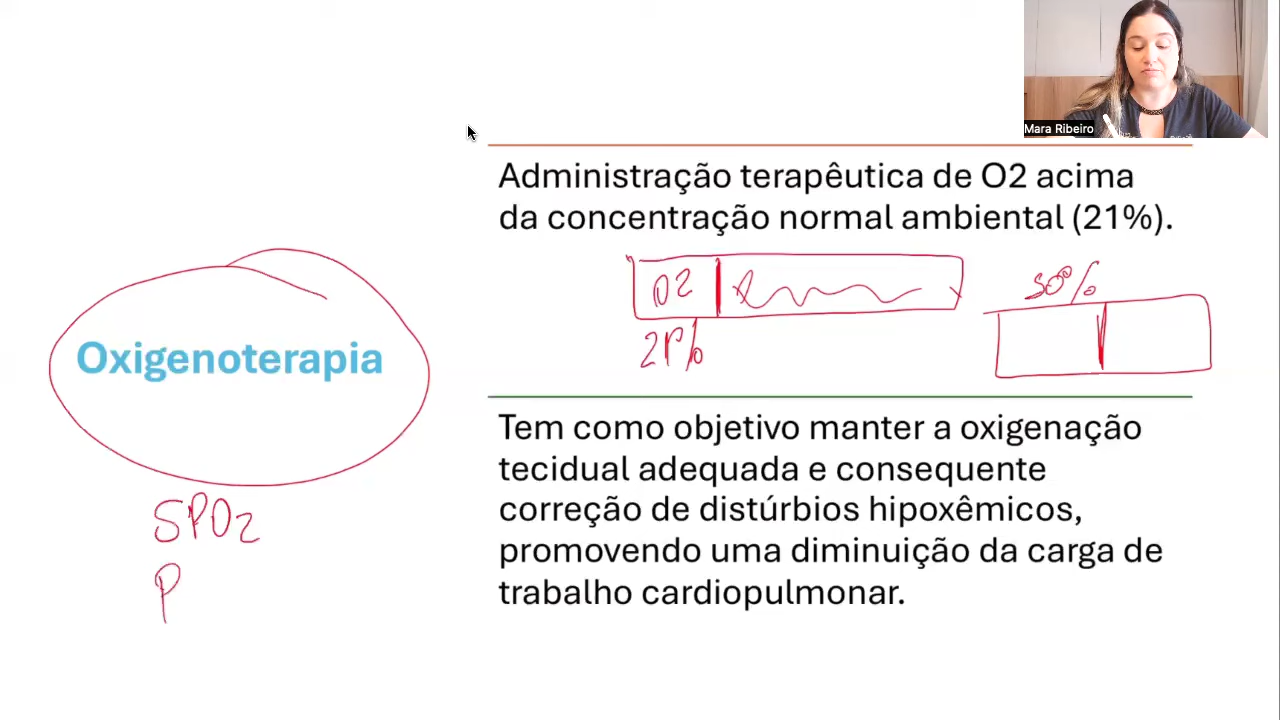 Mara Ribeiro
Administração terapêutica de O2 acima
da concentração normal ambiental (21%).
O2
50%
21%
Oxigenoterapia
Tem como objetivo manter a oxigenação
tecidual adequada e consequente
correção de distúrbios hipoxêmicos,
promovendo uma diminuição da carga de
trabalho cardiopulmonar.
SPO2
P